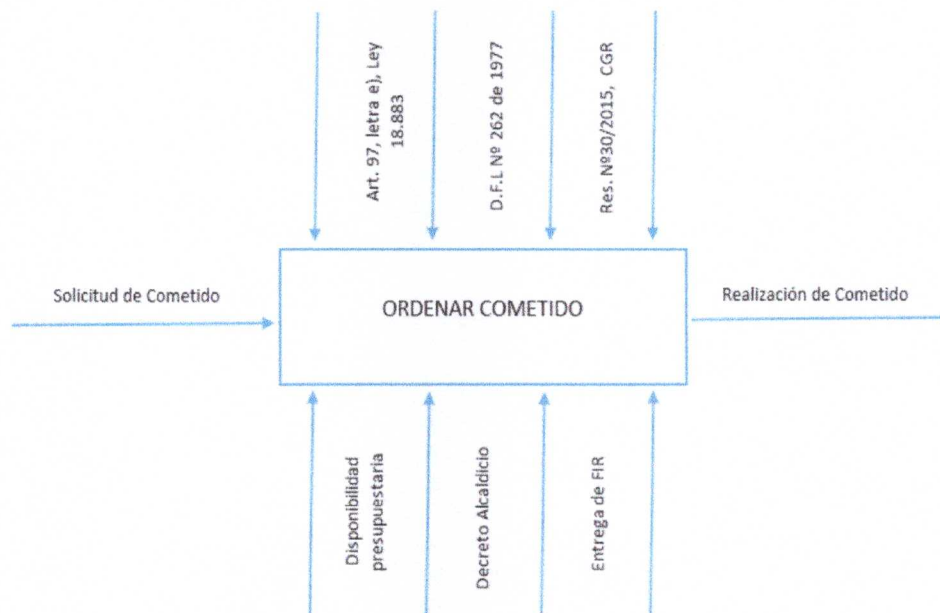 Art. 97, letra e), Ley
18.883
D.F.L Nº 262 de 1977
Res. Nº30/2015, CGR
Solicitud de Cometido
ORDENAR COMETIDO
Realización de Cometido
Disponibilidad
presupuestaria
Decreto Alcaldicio
Entrega de FIR